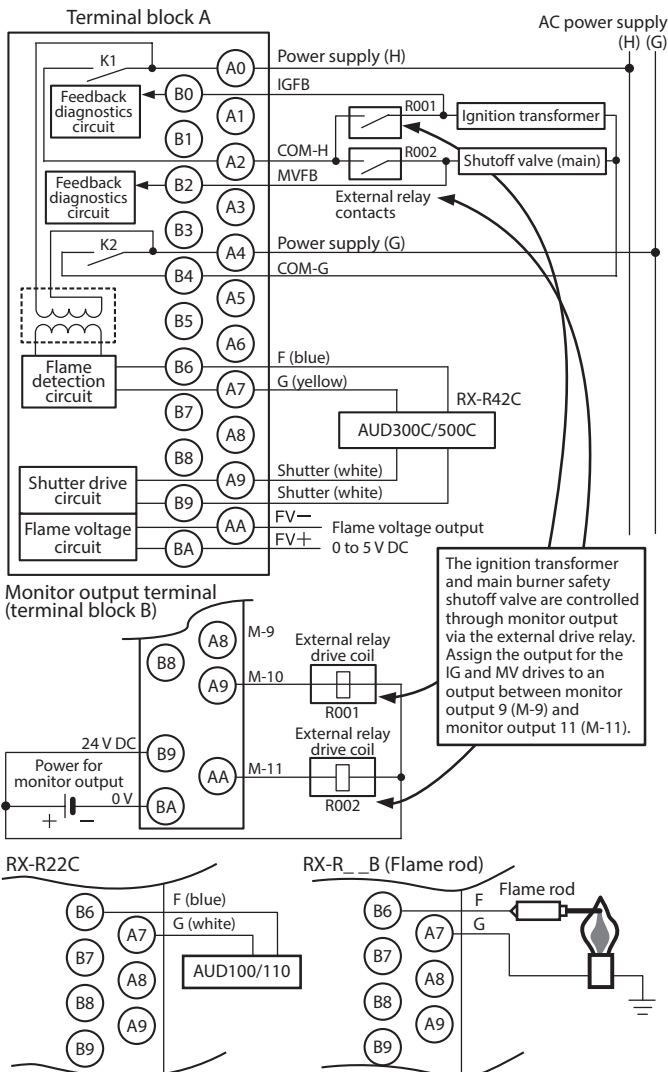 Terminal block A
AC power supply
(H) (G)
K1
A0
Power supply (H)
B0
IGFB
Feedback
diagnostics
circuit
A1
R001
Ignition transformer
B1
A2
COM-H
R002
Shutoff valve (main)
B2
MVFB
Feedback
diagnostics
circuit
A3
External relay
contacts
B3
K2
A4
Power supply (G)
B4
COM-G
A5
B5
A6
B6
F (blue)
Flame
detection
circuit
A7
G (yellow)
RX-R42C
B7
AUD300C/500C
A8
B8
Shutter drive
circuit
A9
Shutter (white)
B9
Shutter (white)
Flame voltage
circuit
AA
FV−
Flame voltage output
BA
FV+
0 to 5 V DC
The ignition transformer
and main burner safety
shutoff valve are controlled
through monitor output
via the external drive relay.
Assign the output for the
IG and MV drives to an
output between monitor
output 9 (M-9) and
monitor output 11 (M-11).
Monitor output terminal
(terminal block B)
A8
M-9
B8
External relay
drive coil
A9
M-10
R001
24 V DC
B9
External relay
drive coil
Power for
monitor output
AA
M-11
0 V
BA
R002
+ −
RX-R22C
B6
F (blue)
A7
G (white)
B7
AUD100/110
A8
B8
A9
B9
RX-R_ _B (Flame rod)
B6
F
Flame rod
A7
G
B7
A8
B8
A9
B9